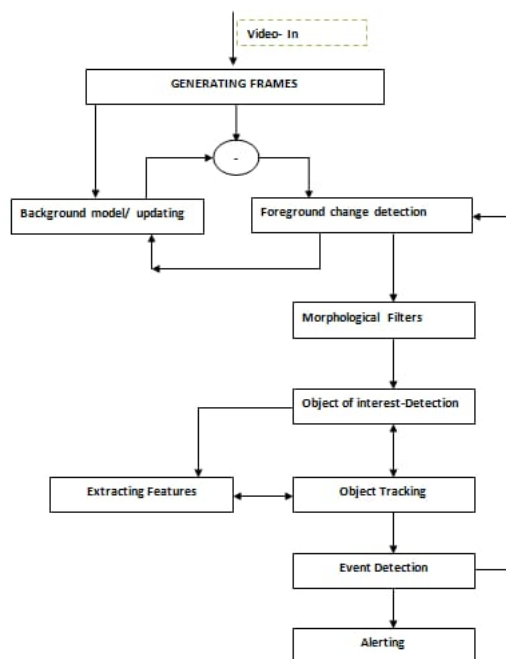 Video- In
GENERATING FRAMES
-
Background model/ updating
Foreground change detection
Morphological Filters
Object of interest-Detection
Extracting Features
Object Tracking
Event Detection
Alerting